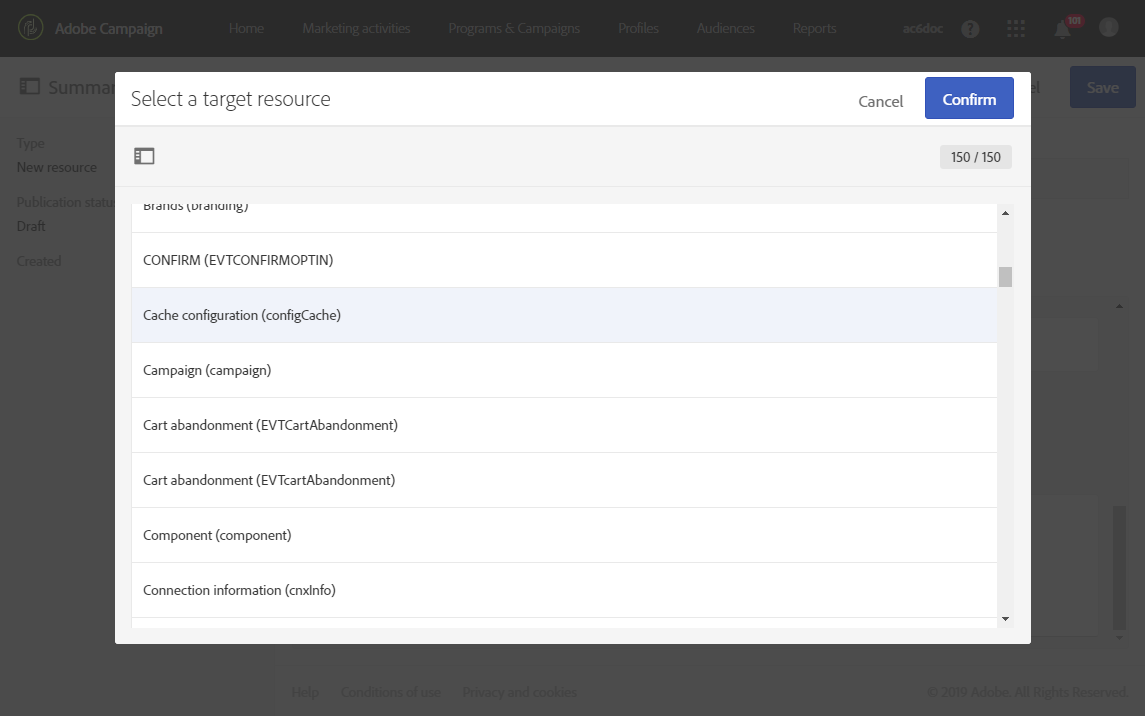 Adobe Campaign Home Marketing activities Programs & Campaigns Profiles Audiences Reports ac6doc 101
Summar
el
Save
Type
New resource
Publication status
Draft
Created
Select a target resource
Cancel
Confirm
150 / 150
Brands (branding)
CONFIRM (EVTCONFIRMOPTIN)
Cache configuration (configCache)
Campaign (campaign)
Cart abandonment (EVTCartAbandonment)
Cart abandonment (EVTcartAbandonment)
Component (component)
Connection information (cnxInfo)
Help Conditions of use Privacy and cookies © 2019 Adobe. All Rights Reserved.